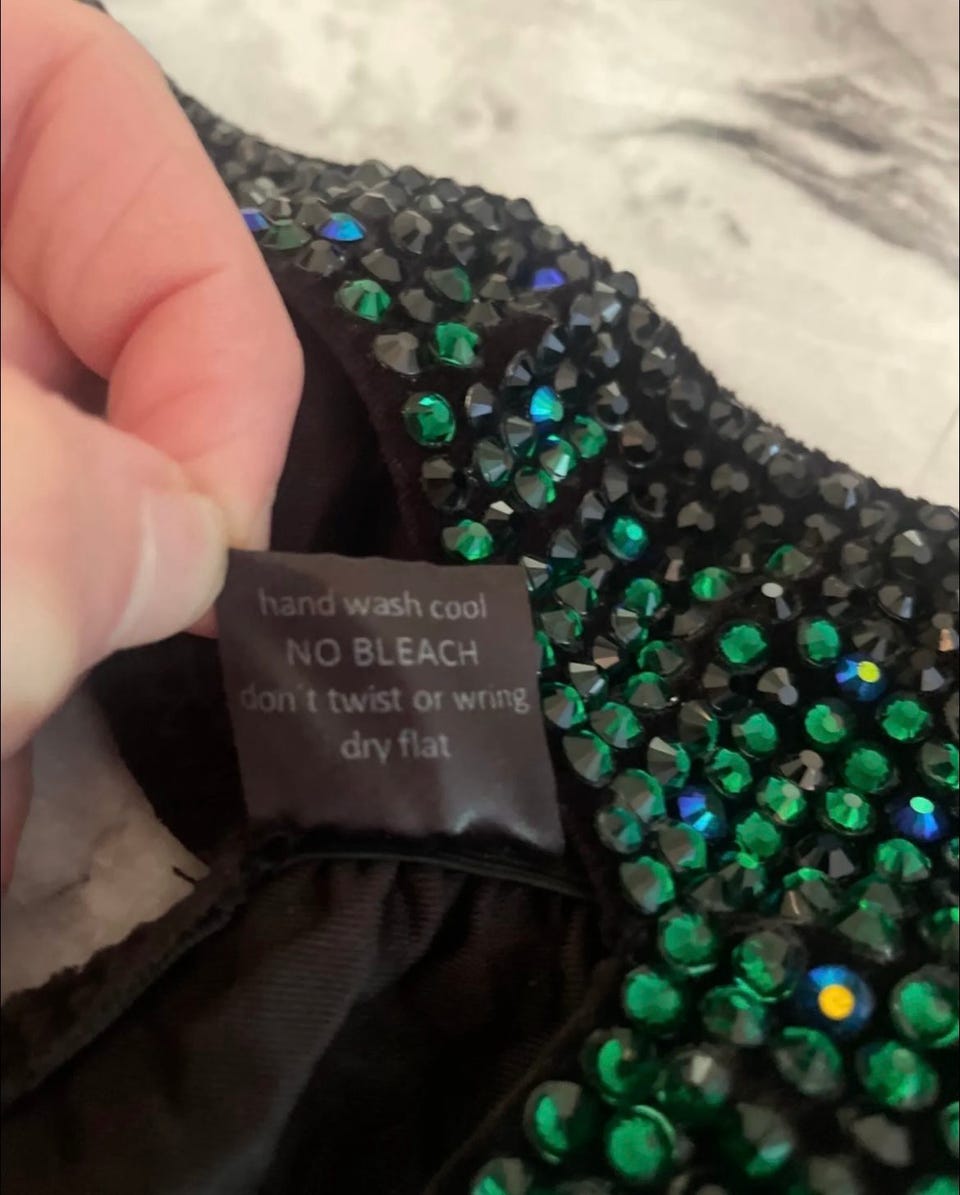 hand wash cool
NO BLEACH
don´t twist or wring
dry flat